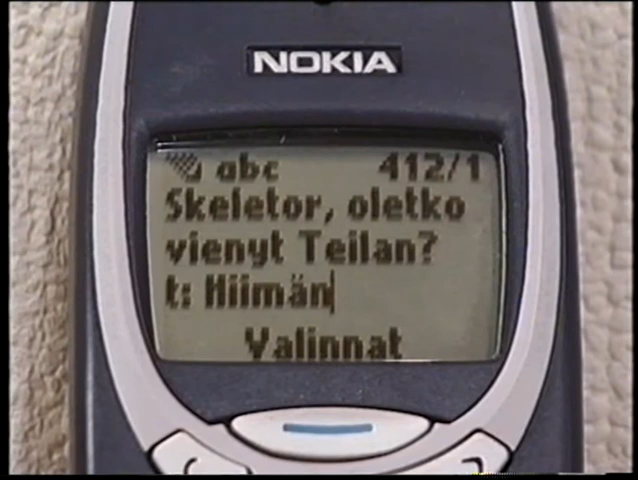 NOKIA
abc 412/1
Skeletor, oletko
vienyt Teilan?
t: Hiimän
Valinnat